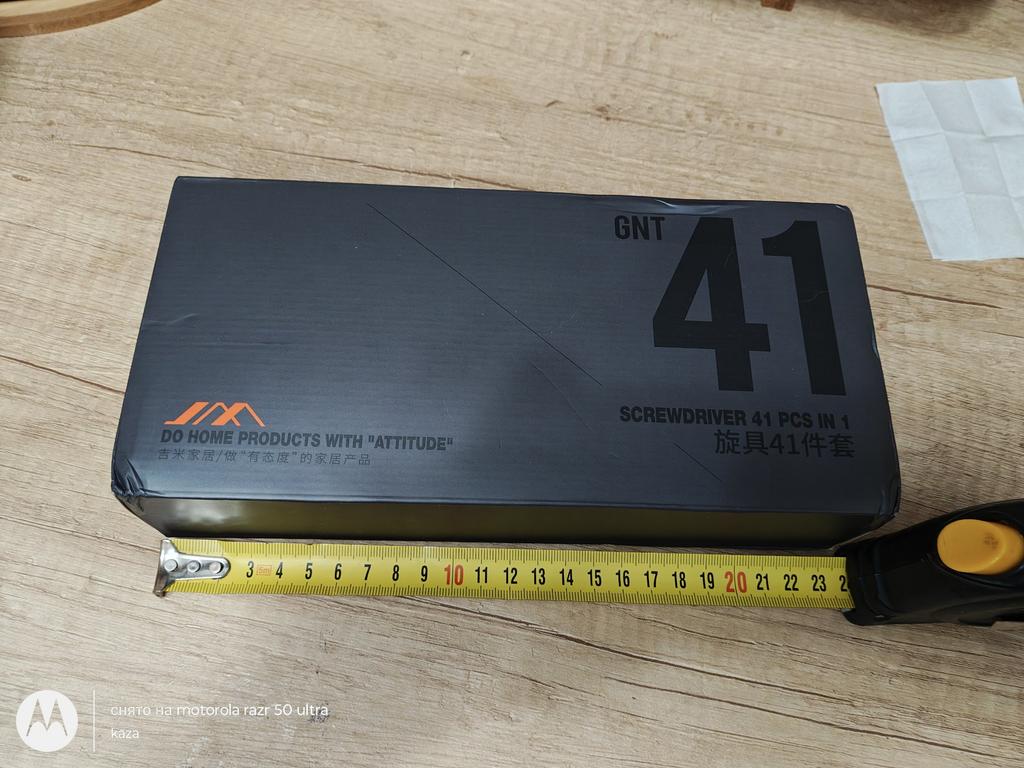 GNT
41
SCREWDRIVER 41 PCS IN 1
旋具41件套
JIMI
DO HOME PRODUCTS WITH "ATTITUDE"
吉米家居/做“有态度”的家居产品
3 4 5 6 7 8 9 10 11 12 13 14 15 16 17 18 19 20 21 22 23 2
снято на motorola razr 50 ultra
kaza